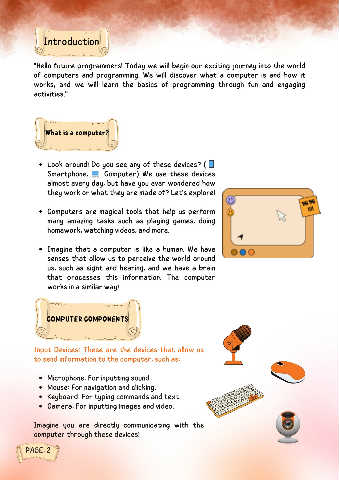 Introduction
"Hello future programmers! Today we will begin our exciting journey into the world
of computers and programming. We will discover what a computer is and how it
works, and we will learn the basics of programming through fun and engaging
activities."
What is a computer?
• Look around! Do you see any of these devices? (
Smartphone, Computer) We use these devices
almost every day, but have you ever wondered how
they work or what they are made of? Let's explore!
• Computers are magical tools that help us perform
many amazing tasks such as playing games, doing
homework, watching videos, and more.
• Imagine that a computer is like a human. We have
senses that allow us to perceive the world around
us, such as sight and hearing, and we have a brain
that processes this information. The computer
works in a similar way!
COMPUTER COMPONENTS
Input Devices: These are the devices that allow us
to send information to the computer, such as:
• Microphone: For inputting sound.
• Mouse: For navigation and clicking.
• Keyboard: For typing commands and text.
• Camera: For inputting images and video.
Imagine you are directly communicating with the
computer through these devices!
PAGE: 2